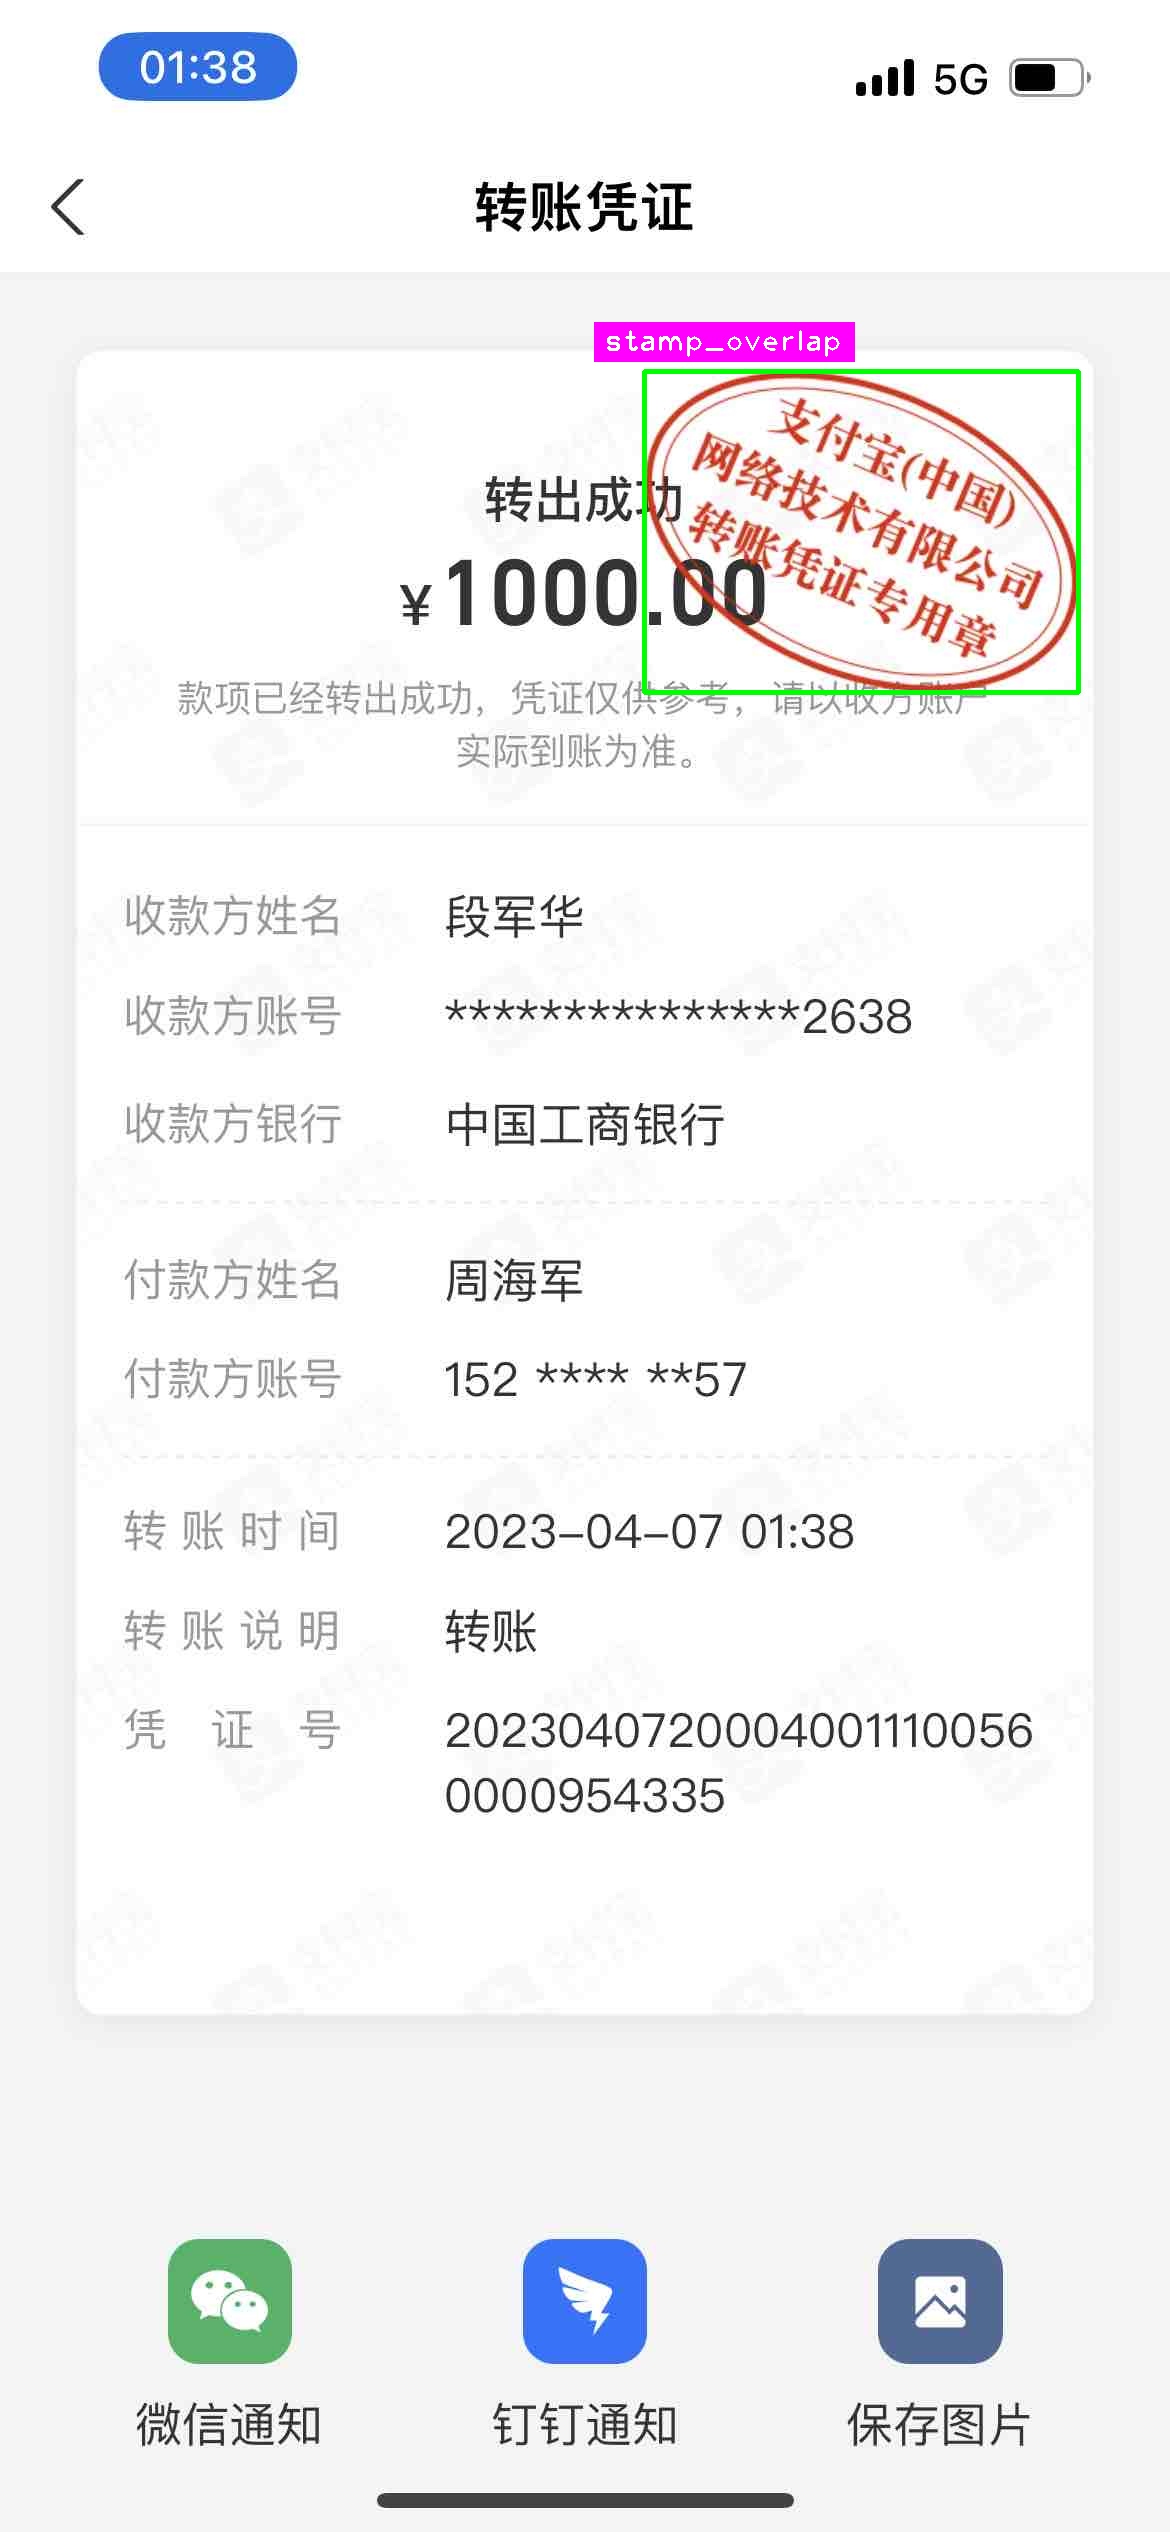 01:38
5G
转账凭证
stamp_overlap
支付宝(中国)
网络技术有限公司
转账凭证专用章
转出成功
¥1000.00
款项已经转出成功，凭证仅供参考，请以收方账户
实际到账为准。
收款方姓名 段军华
收款方账号 ***************2638
收款方银行 中国工商银行
付款方姓名 周海军
付款方账号 152 **** **57
转账时间 2023-04-07 01:38
转账说明 转账
凭证号 2023040720004001110056
0000954335
微信通知 钉钉通知 保存图片